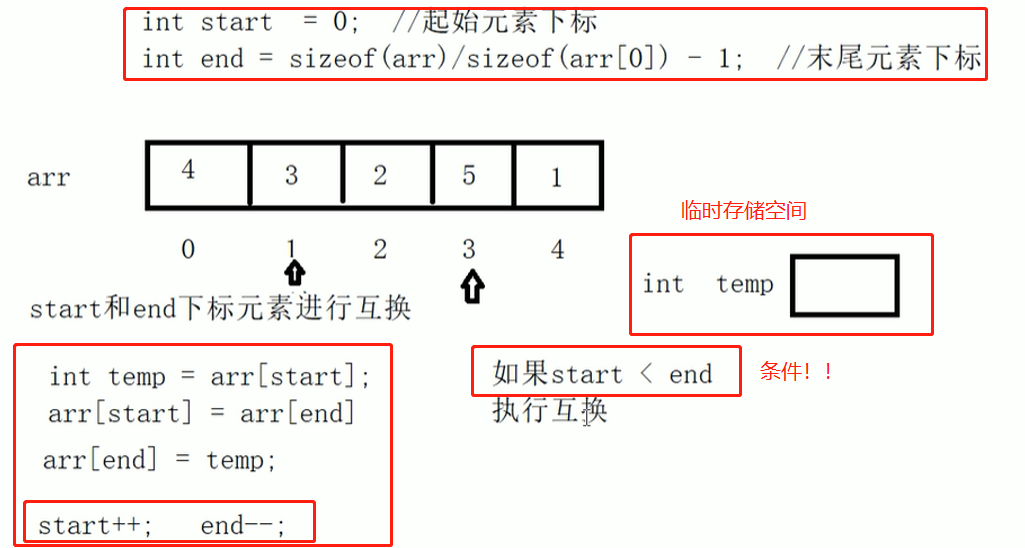 int start = 0; //起始元素下标
int end = sizeof(arr)/sizeof(arr[0]) - 1; //末尾元素下标
arr 4 3 2 5 1
临时存储空间
0 1 2 3 4
int temp
start和end下标元素进行互换
int temp = arr[start];
如果start < end 条件！！
arr[start] = arr[end]
执行互换
arr[end] = temp;
start++; end--;